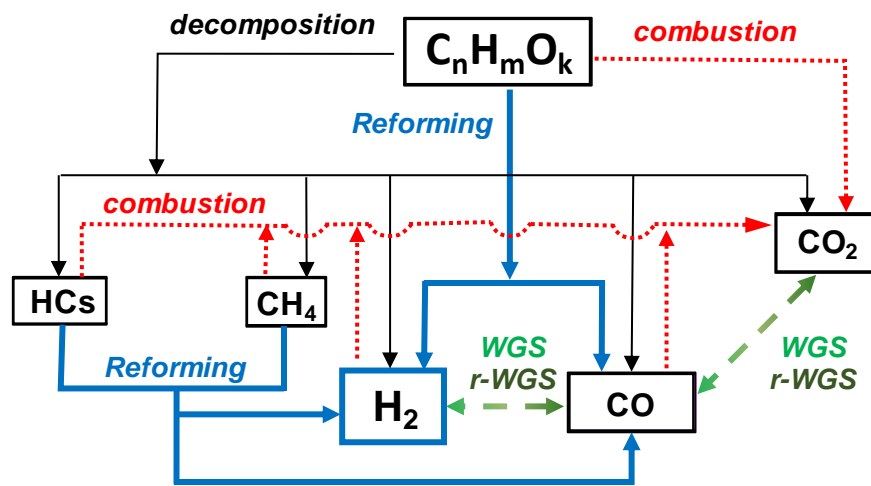 decomposition
CnHmOk
combustion
Reforming
combustion
CO2
HCs
CH4
Reforming
WGS
r-WGS
WGS
r-WGS
H2
CO